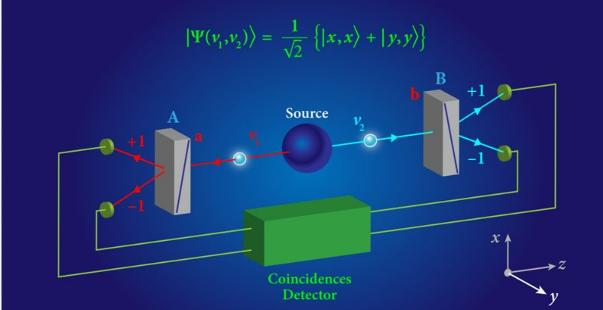 |Ψ(ν₁,ν₂)⟩ = 1/√2 {|x,x⟩ + |y,y⟩}
B
b
+1
−1
Source
ν₂
A
a
ν₁
+1
−1
Coincidences
Detector
x
z
y